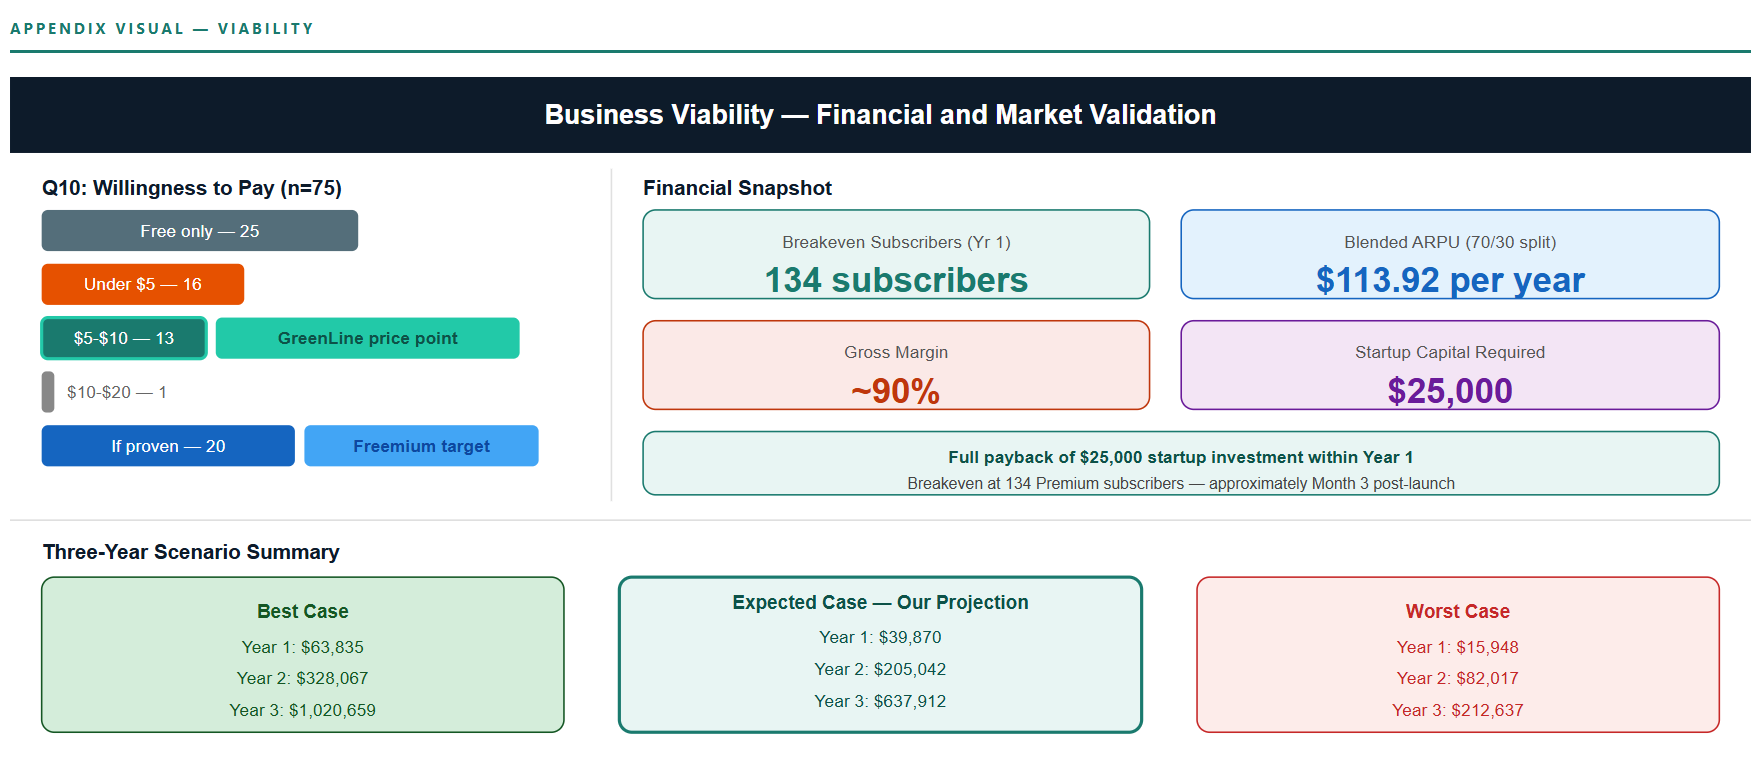 APPENDIX VISUAL — VIABILITY
Business Viability — Financial and Market Validation
Q10: Willingness to Pay (n=75)
Free only — 25
Under $5 — 16
$5-$10 — 13
GreenLine price point
$10-$20 — 1
If proven — 20
Freemium target
Financial Snapshot
Breakeven Subscribers (Yr 1)
134 subscribers
Blended ARPU (70/30 split)
$113.92 per year
Gross Margin
~90%
Startup Capital Required
$25,000
Full payback of $25,000 startup investment within Year 1
Breakeven at 134 Premium subscribers — approximately Month 3 post-launch
Three-Year Scenario Summary
Best Case
Year 1: $63,835
Year 2: $328,067
Year 3: $1,020,659
Expected Case — Our Projection
Year 1: $39,870
Year 2: $205,042
Year 3: $637,912
Worst Case
Year 1: $15,948
Year 2: $82,017
Year 3: $212,637